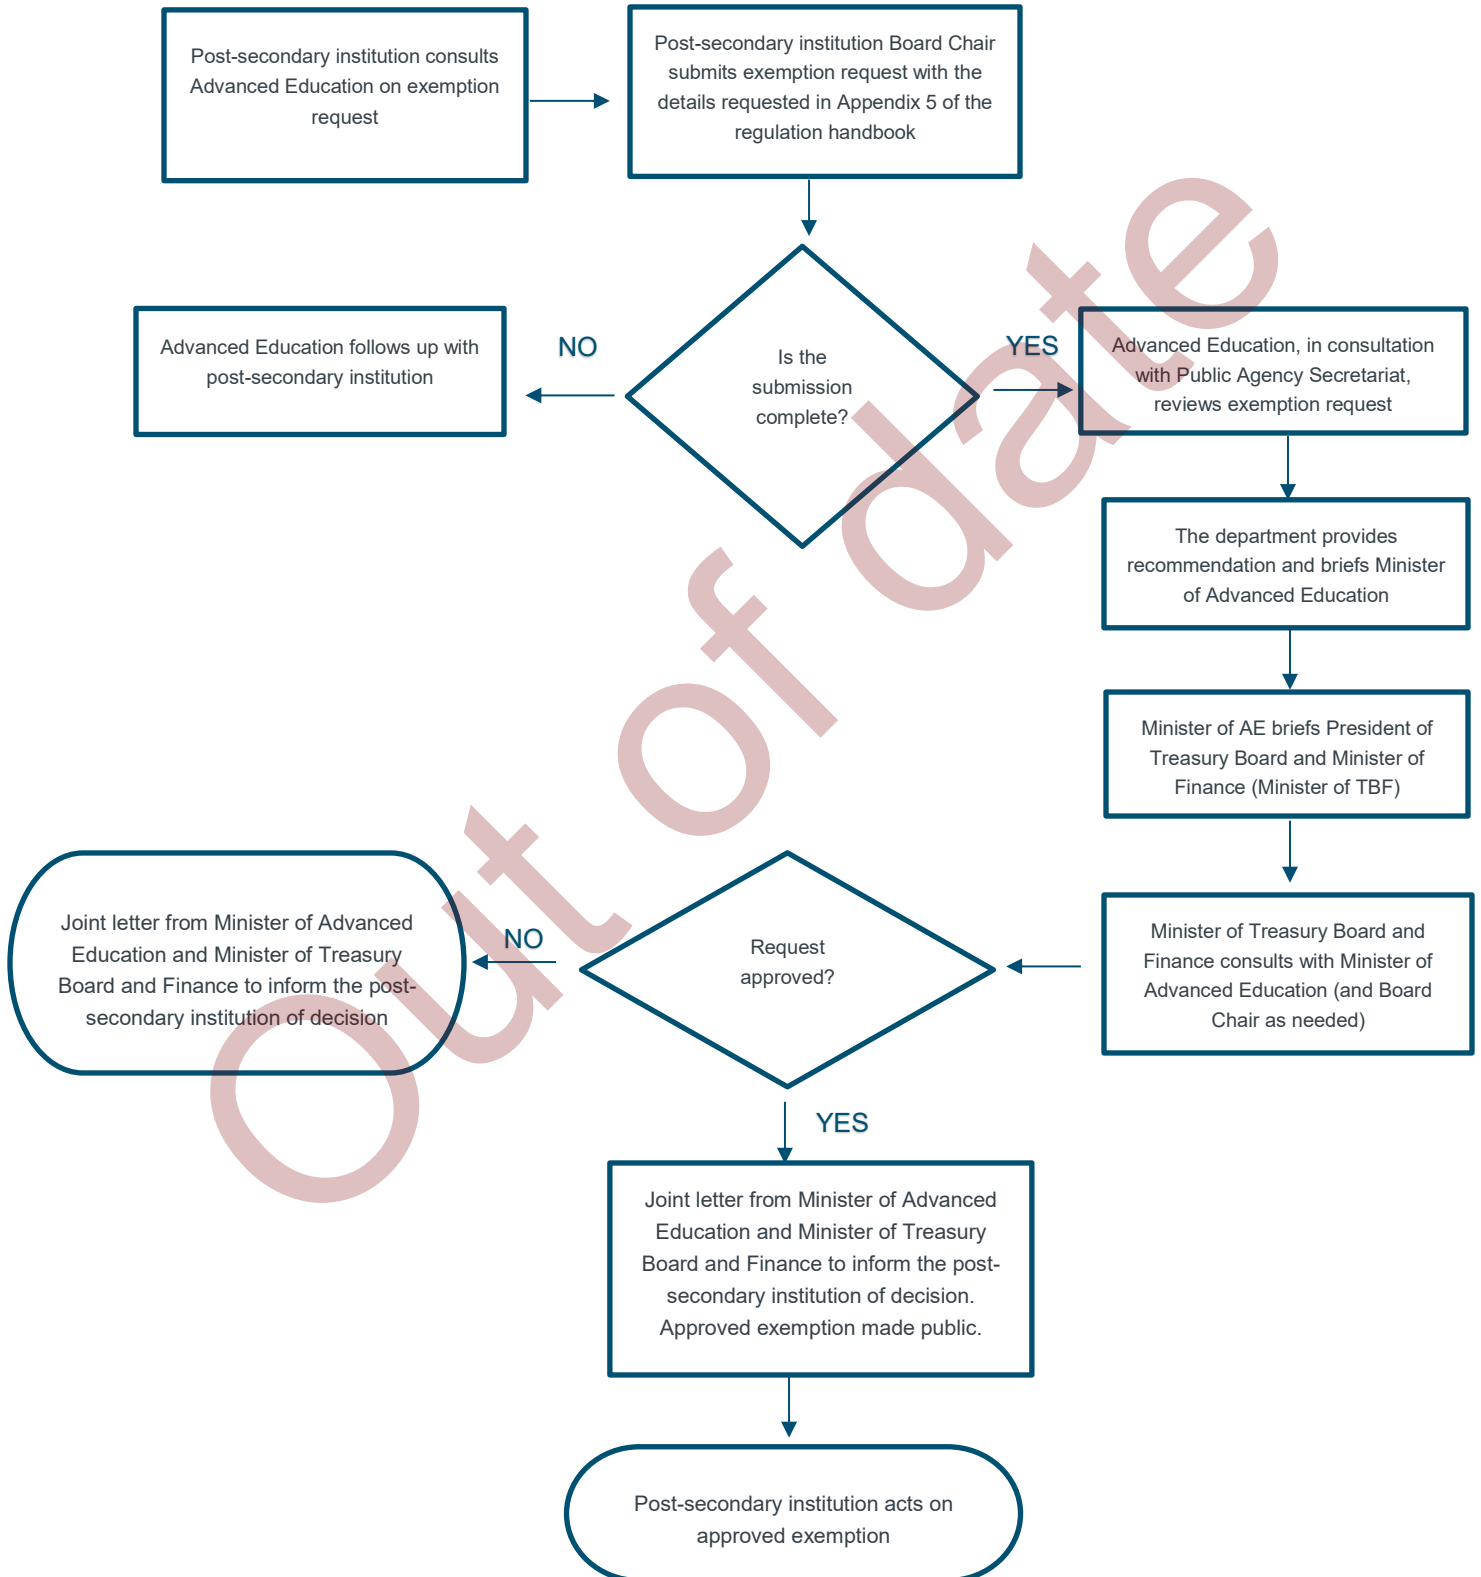 Post-secondary institution consults
Advanced Education on exemption
request
Post-secondary institution Board Chair
submits exemption request with the
details requested in Appendix 5 of the
regulation handbook
Is the
submission
complete?
NO
Advanced Education follows up with
post-secondary institution
YES
Advanced Education, in consultation
with Public Agency Secretariat,
reviews exemption request
The department provides
recommendation and briefs Minister
of Advanced Education
Minister of AE briefs President of
Treasury Board and Minister of
Finance (Minister of TBF)
Minister of Treasury Board and
Finance consults with Minister of
Advanced Education (and Board
Chair as needed)
Request
approved?
NO
Joint letter from Minister of Advanced
Education and Minister of Treasury
Board and Finance to inform the post-
secondary institution of decision
YES
Joint letter from Minister of Advanced
Education and Minister of Treasury
Board and Finance to inform the post-
secondary institution of decision.
Approved exemption made public.
Post-secondary institution acts on
approved exemption
Out of date